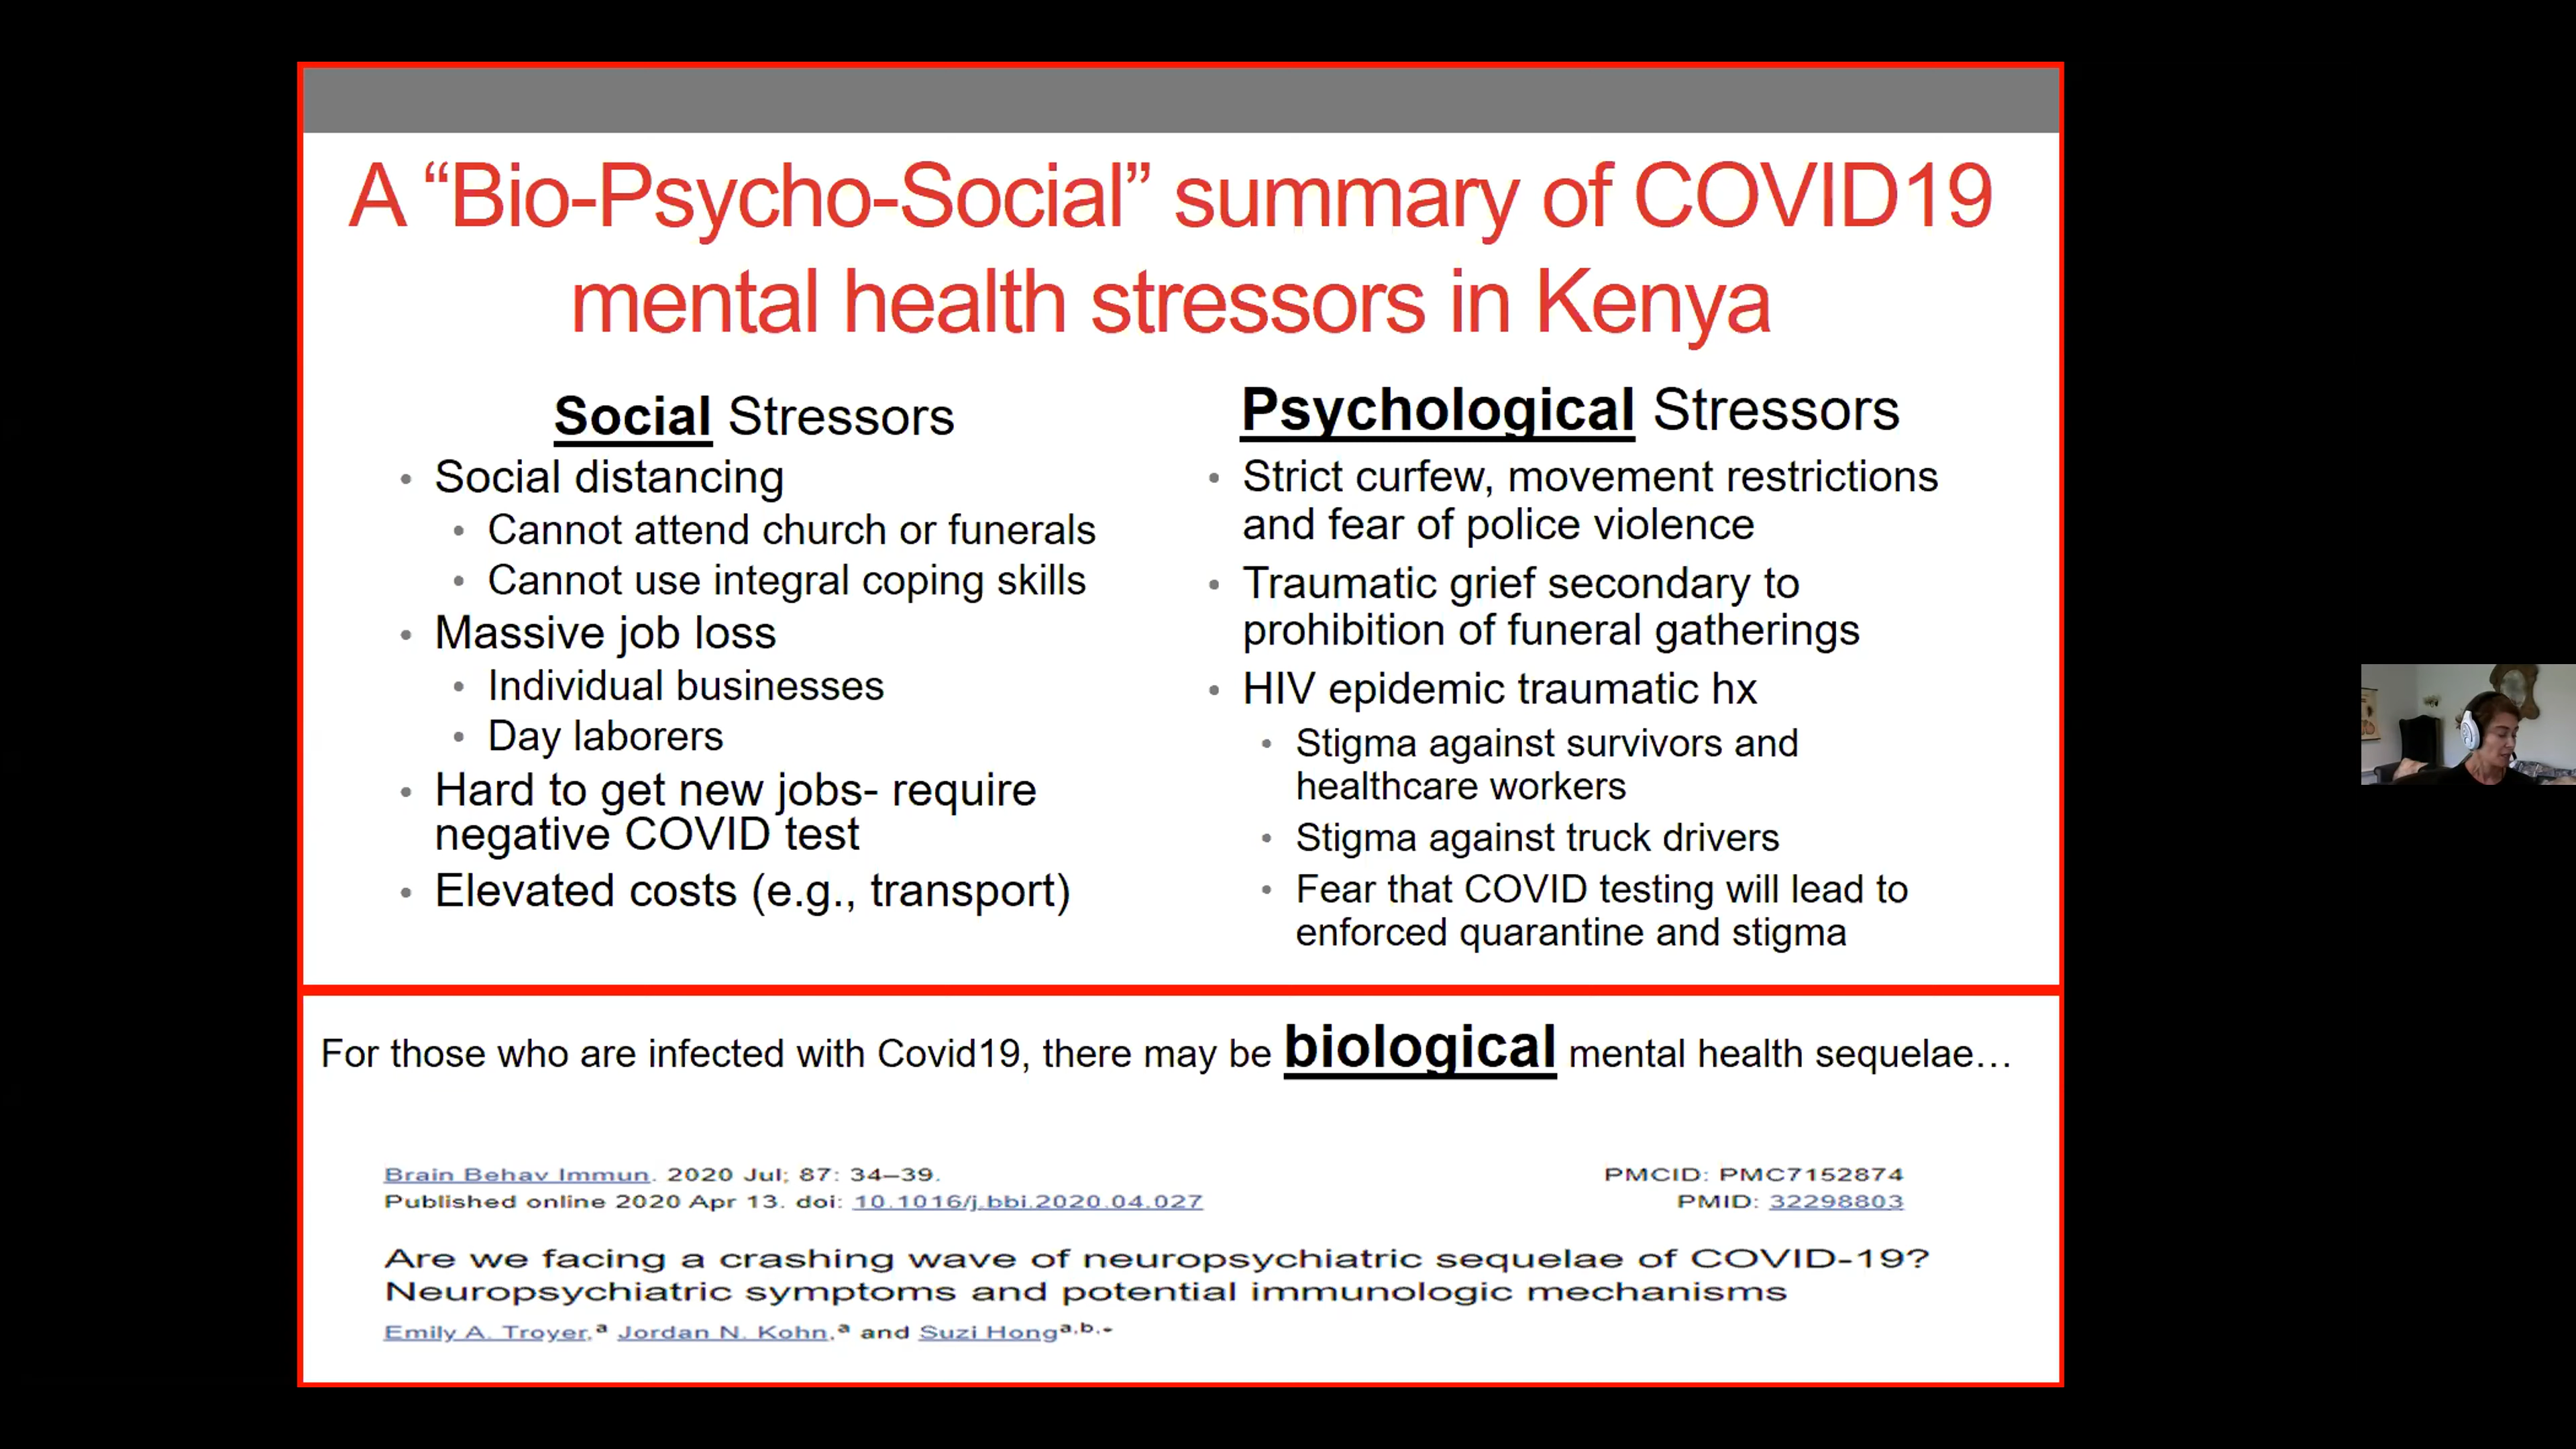 A “Bio-Psycho-Social” summary of COVID19
mental health stressors in Kenya
Social Stressors
• Social distancing
• Cannot attend church or funerals
• Cannot use integral coping skills
• Massive job loss
• Individual businesses
• Day laborers
• Hard to get new jobs- require
negative COVID test
• Elevated costs (e.g., transport)
Psychological Stressors
• Strict curfew, movement restrictions
and fear of police violence
• Traumatic grief secondary to
prohibition of funeral gatherings
• HIV epidemic traumatic hx
• Stigma against survivors and
healthcare workers
• Stigma against truck drivers
• Fear that COVID testing will lead to
enforced quarantine and stigma
For those who are infected with Covid19, there may be biological mental health sequelae…
Brain Behav Immun. 2020 Jul; 87: 34–39.
Published online 2020 Apr 13. doi: 10.1016/j.bbi.2020.04.027
PMCID: PMC7152874
PMID: 32298803
Are we facing a crashing wave of neuropsychiatric sequelae of COVID-19?
Neuropsychiatric symptoms and potential immunologic mechanisms
Emily A. Troyer,a Jordan N. Kohn,a and Suzi Honga,b,*